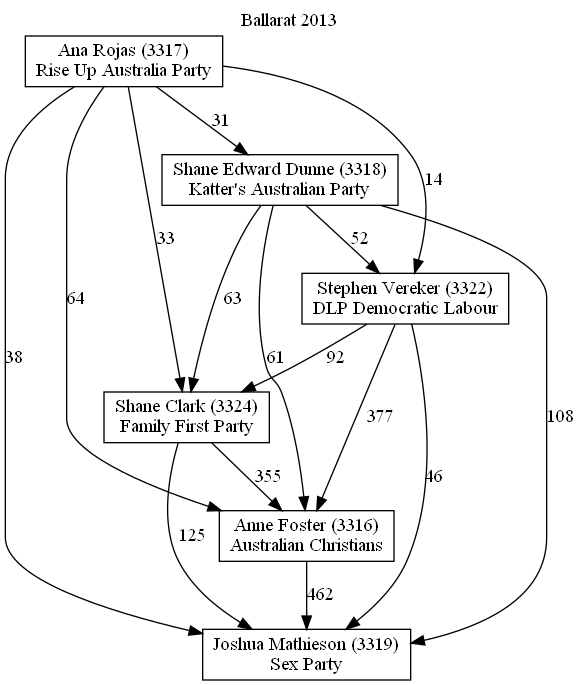 Ballarat 2013
Ana Rojas (3317)
Rise Up Australia Party
31
Shane Edward Dunne (3318)
Katter's Australian Party
14
33
52
Stephen Vereker (3322)
DLP Democratic Labour
64
63
38
61
92
Shane Clark (3324)
Family First Party
377
108
355
46
125
Anne Foster (3316)
Australian Christians
462
Joshua Mathieson (3319)
Sex Party